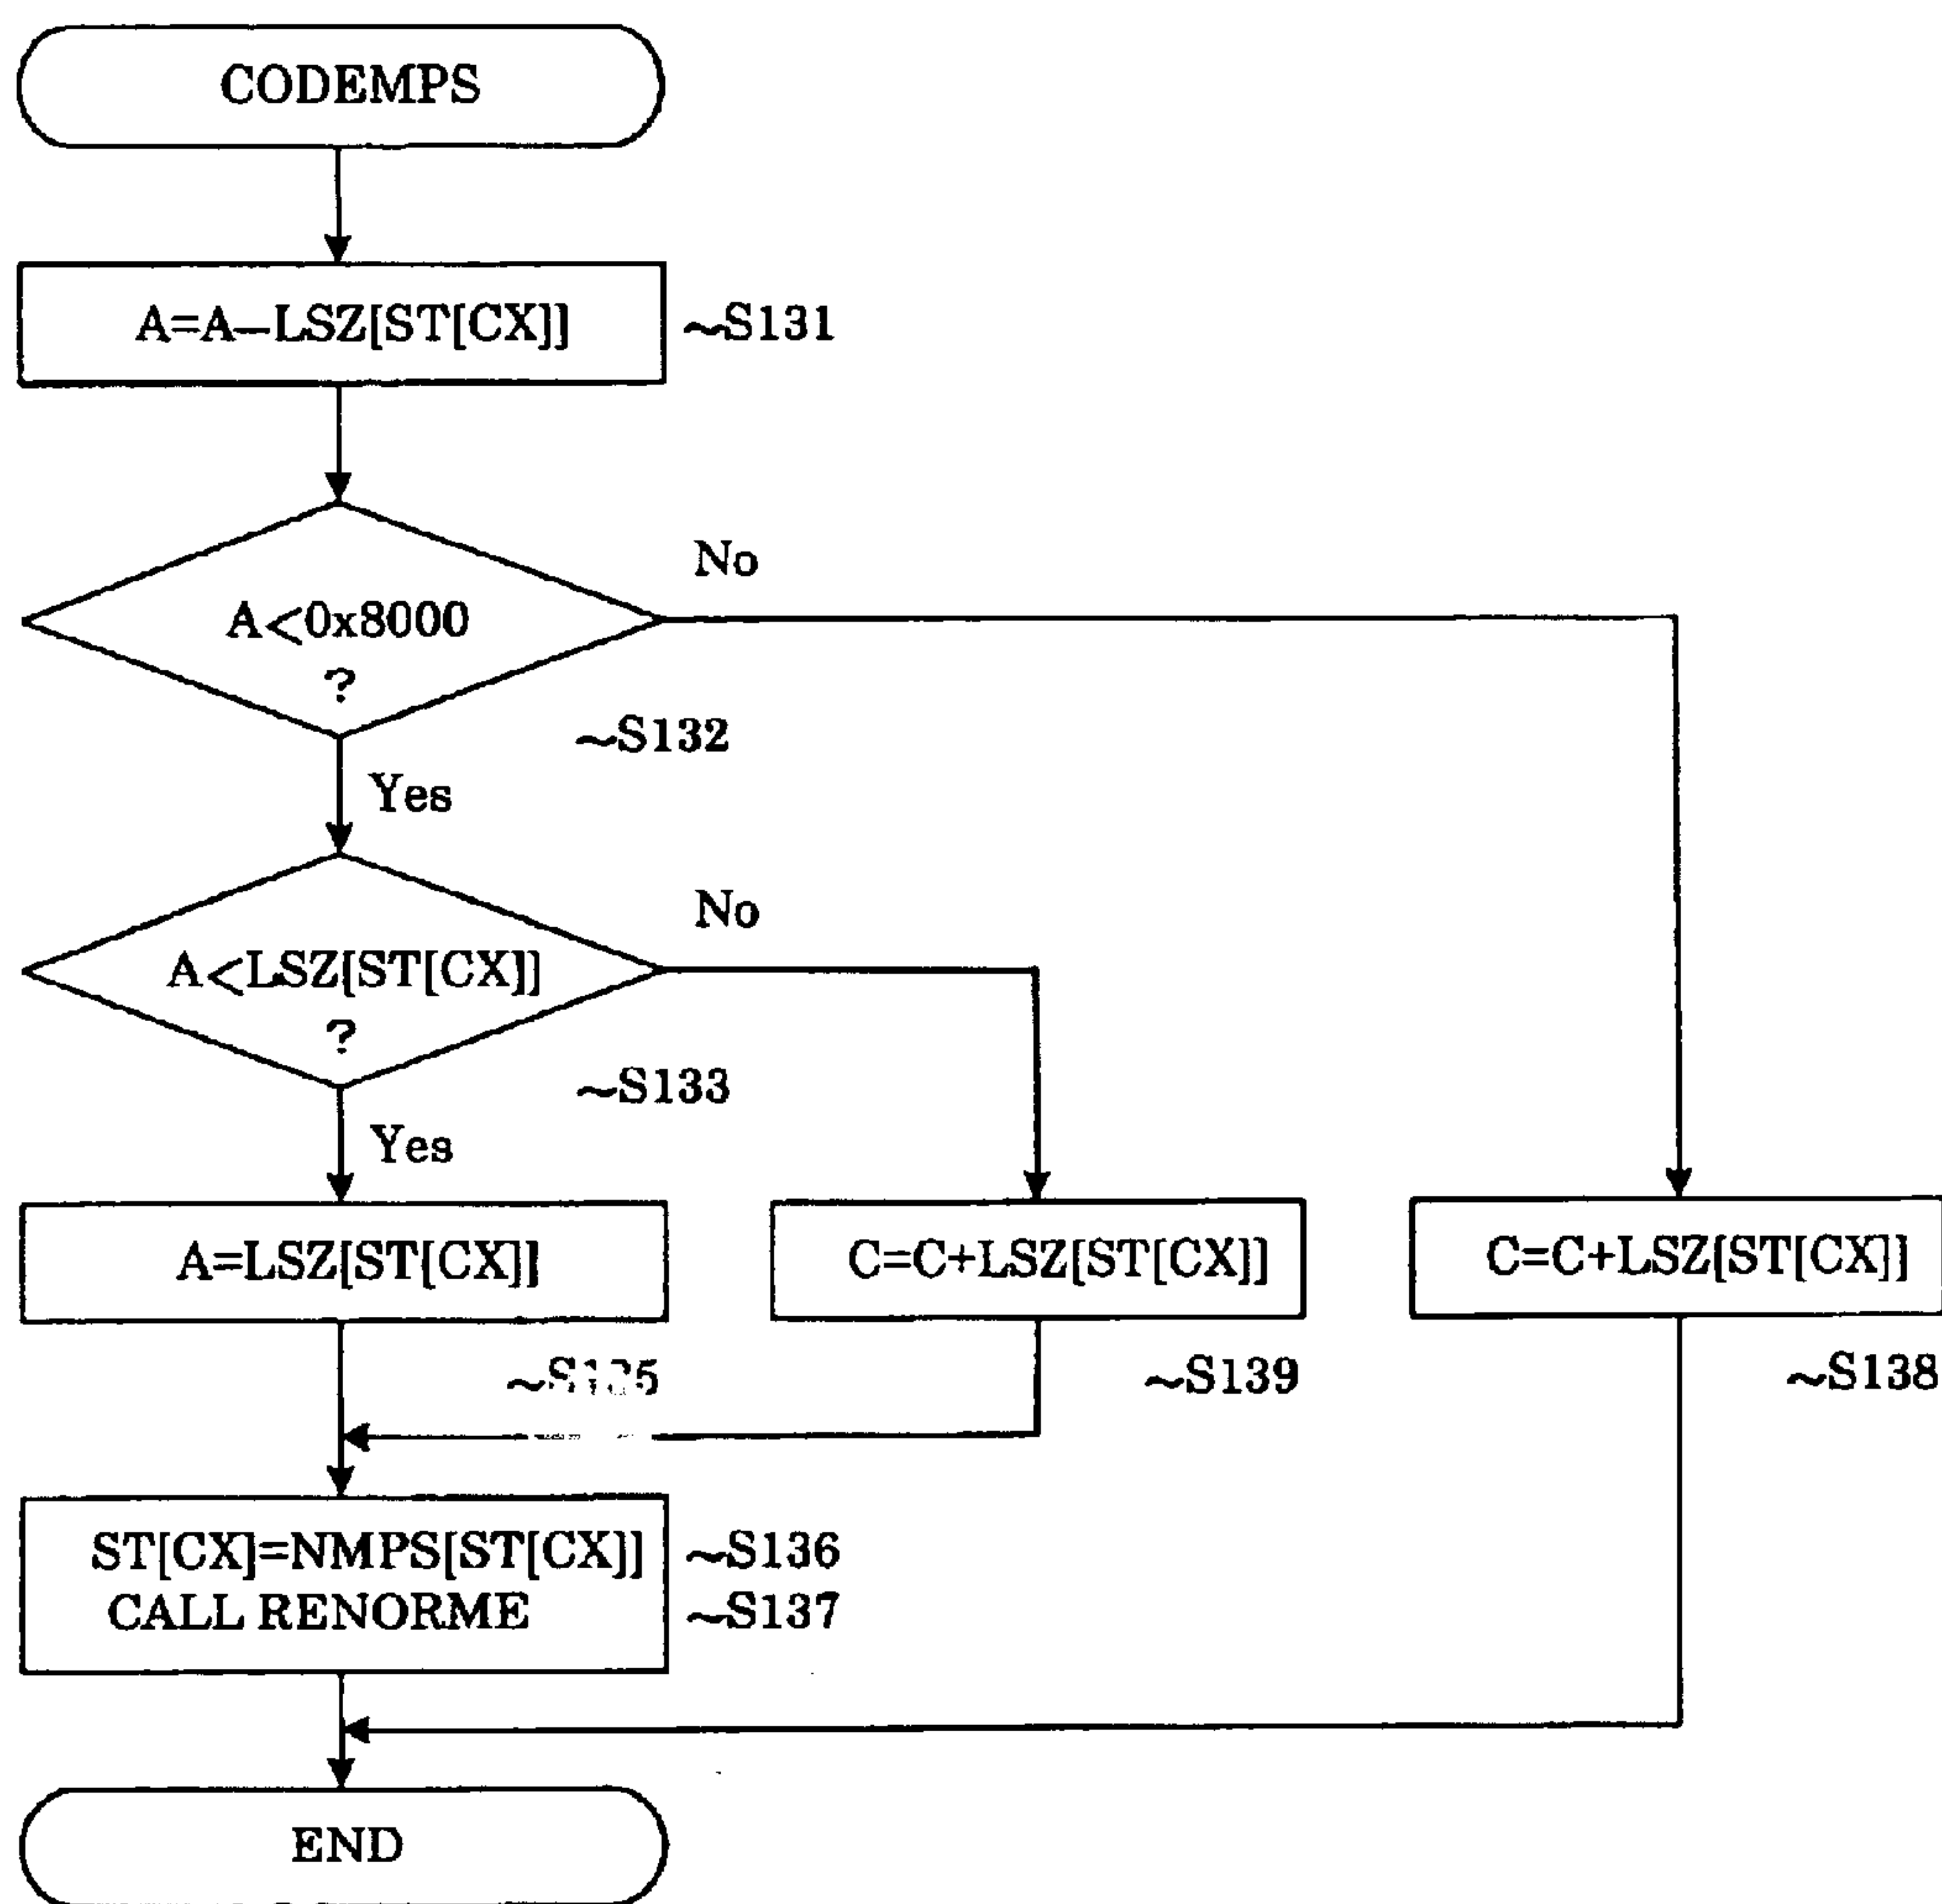 CODEMPS
A=A—LSZ[ST[CX]]
~S131
No
A<0x8000
?
~S132
Yes
No
A<LSZ[ST[CX]]
?
~S133
Yes
A=LSZ[ST[CX]]
C=C+LSZ[ST[CX]]
C=C+LSZ[ST[CX]]
~S139
~S138
ST[CX]=NMPS[ST[CX]]
~S136
CALL RENORME
~S137
END